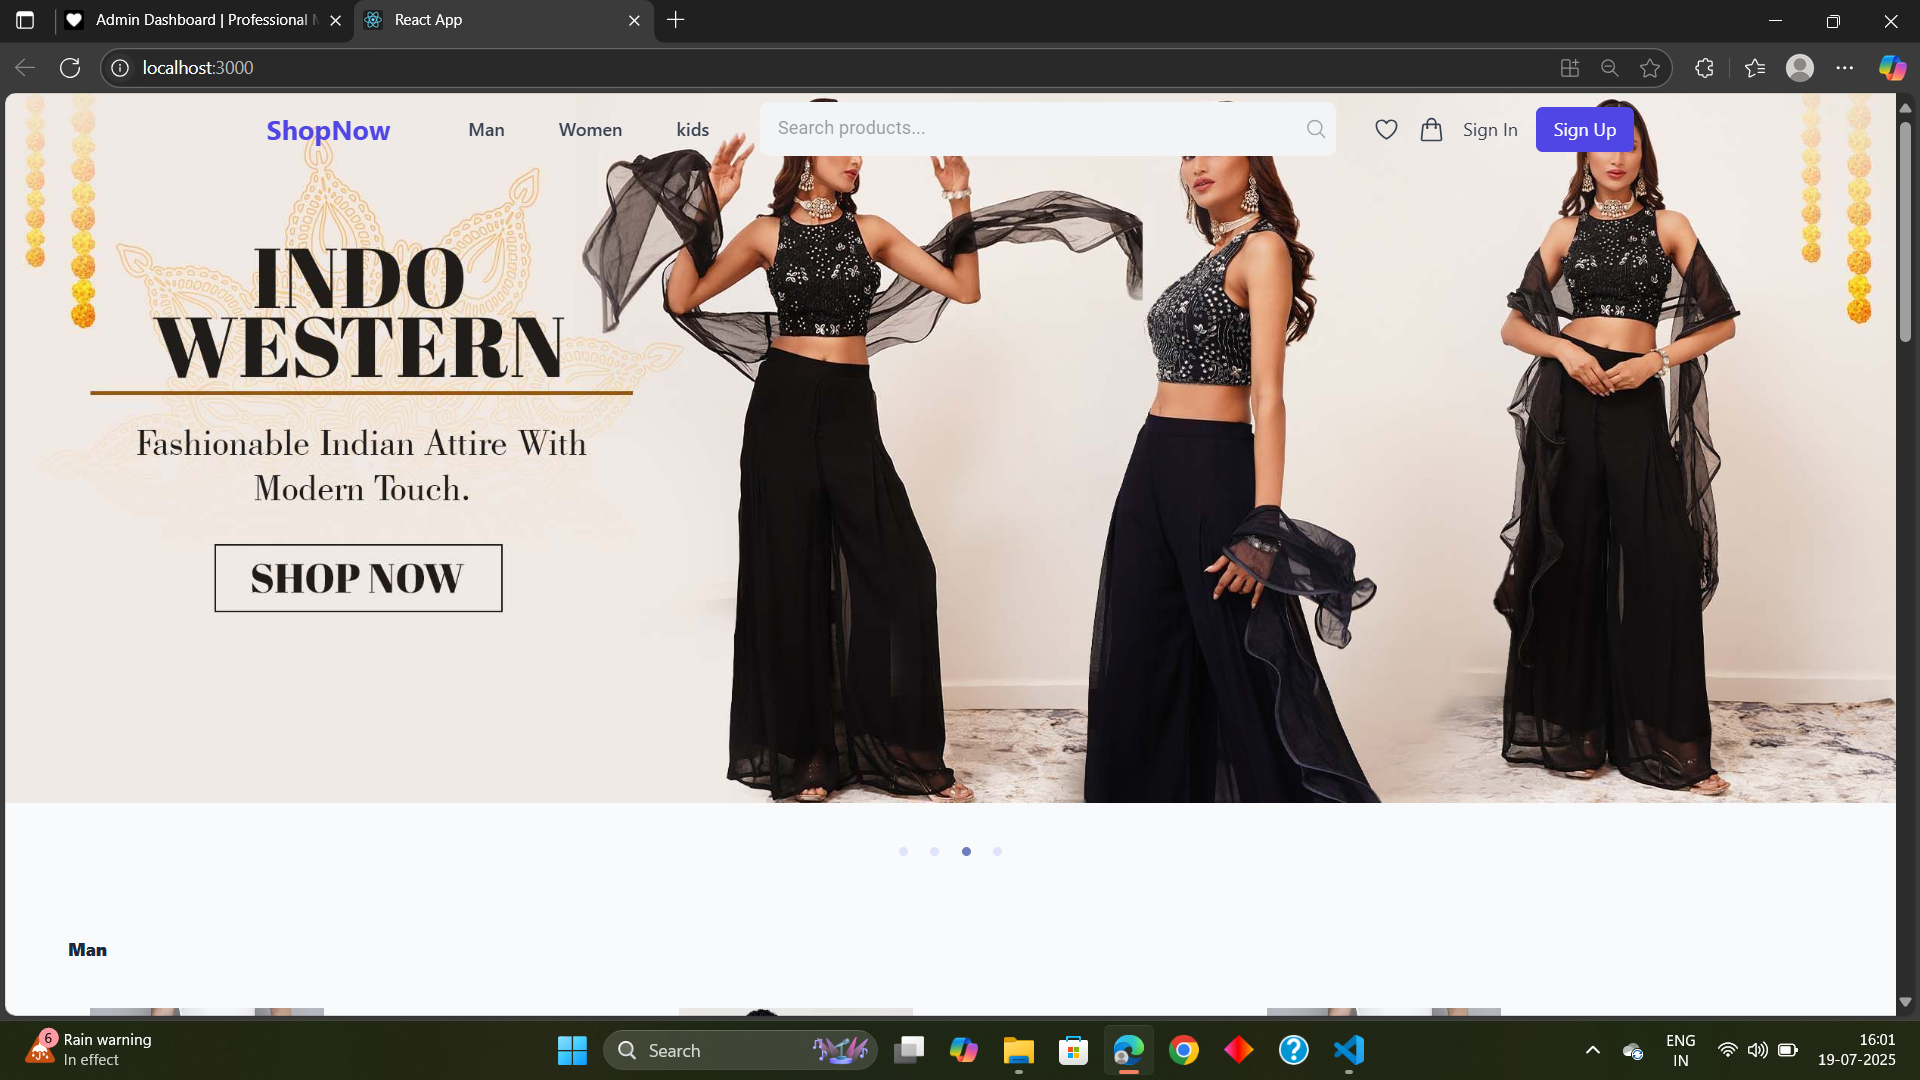 Admin Dashboard | Professional
React App
localhost:3000
ShopNow
Man
Women
kids
Search products...
Sign In
Sign Up
INDO
WESTERN
Fashionable Indian Attire With
Modern Touch.
SHOP NOW
Man
6
Rain warning
In effect
Search
ENG
IN
16:01
19-07-2025